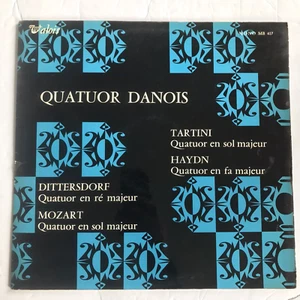 Valois
QUATUOR DANOIS
TARTINI
Quatuor en sol majeur
HAYDN
Quatuor en fa majeur
DITTERSDORF
Quatuor en ré majeur
MOZART
Quatuor en sol majeur